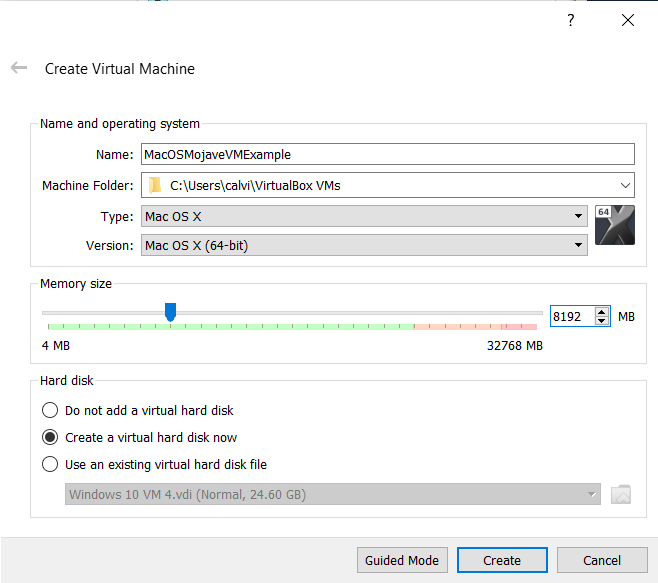 ?
Create Virtual Machine
Name and operating system
Name: MacOSMojaveVMExample
Machine Folder: C:\Users\calvi\VirtualBox VMs
Type: Mac OS X
64
Version: Mac OS X (64-bit)
Memory size
8192 MB
4 MB 32768 MB
Hard disk
Do not add a virtual hard disk
Create a virtual hard disk now
Use an existing virtual hard disk file
Windows 10 VM 4.vdi (Normal, 24.60 GB)
Guided Mode Create Cancel